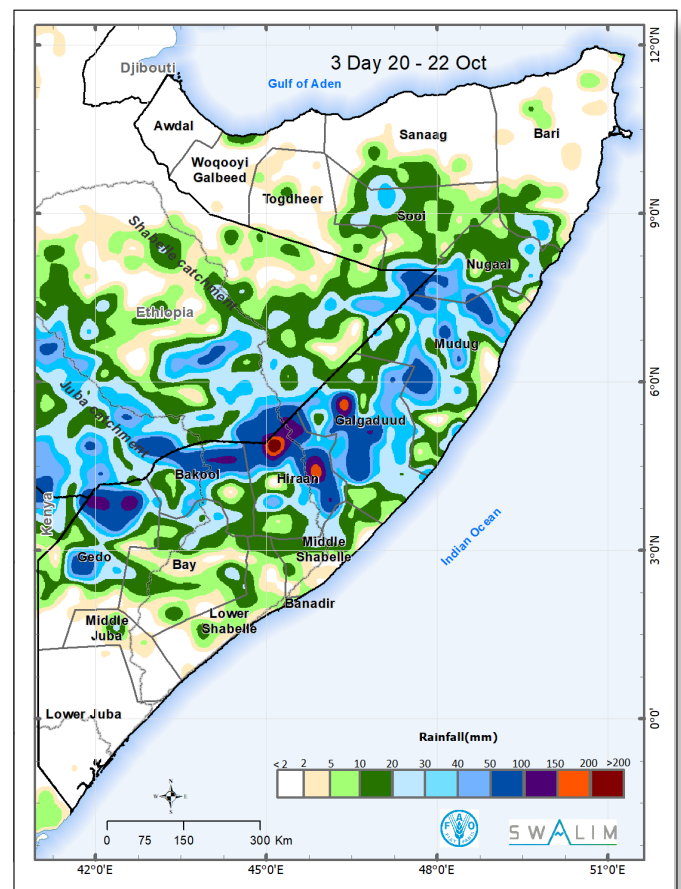 3 Day 20 - 22 Oct
Djibouti
Gulf of Aden
Awdal
Sanaag
Bari
Woqooyi
Galbeed
Togdheer
Sool
Shabelle catchment
Nugaal
Ethiopia
Mudug
Juba catchment
Galgaduud
Bakool
Hiraan
Kenya
Indian Ocean
Middle
Shabelle
Gedo
Bay
Banadir
Middle
Juba
Lower
Shabelle
Lower Juba
12°0'N
9°0'N
6°0'N
3°0'N
0°0'
Rainfall(mm)
< 2 2 5 10 20 30 40 50 100 150 200 >200
N
W E
S
0 75 150 300 Km
FAO
FIAT PANIS
SWALIM
42°0'E 45°0'E 48°0'E 51°0'E